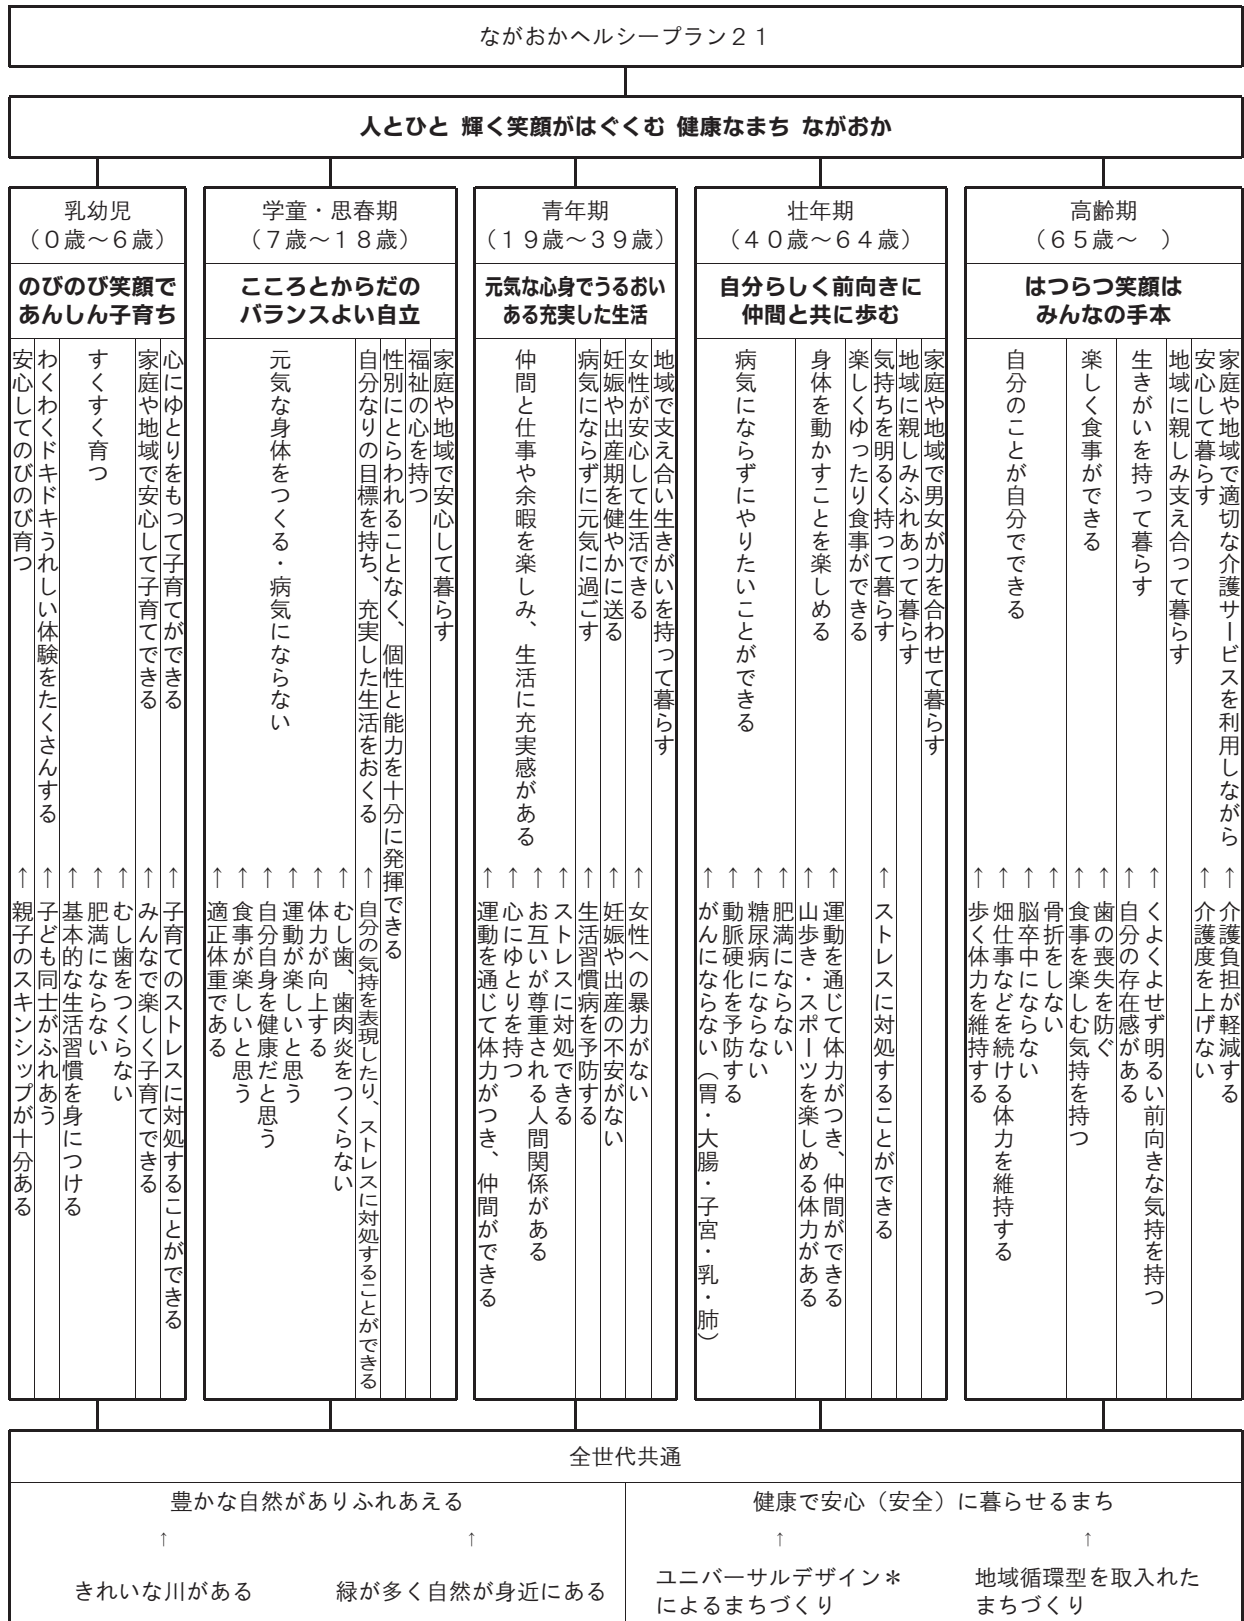 ながおかヘルシープラン２１
人とひと 輝く笑顔がはぐくむ 健康なまち ながおか
乳幼児
（０歳～６歳）
のびのび笑顔で
あんしん子育ち
安心してのびのび育つ
↑親子のスキンシップが十分ある
わくわくドキドキうれしい体験をたくさんする
↑子ども同士がふれあう
すくすく育つ
↑基本的な生活習慣を身につける
↑肥満にならない
↑むし歯をつくらない
家庭や地域で安心して子育てできる
↑みんなで楽しく子育てできる
心にゆとりをもって子育てができる
↑子育てのストレスに対処することができる
学童・思春期
（７歳～１８歳）
こころとからだの
バランスよい自立
元気な身体をつくる・病気にならない
↑適正体重である
↑食事が楽しいと思う
↑自分自身を健康だと思う
↑運動が楽しいと思う
↑体力が向上する
↑むし歯、歯肉炎をつくらない
自分なりの目標を持ち、充実した生活をおくる
↑自分の気持を表現したり、ストレスに対処することができる
性別にとらわれることなく、個性と能力を十分に発揮できる
福祉の心を持つ
家庭や地域で安心して暮らす
青年期
（１９歳～３９歳）
元気な心身でうるおい
ある充実した生活
仲間と仕事や余暇を楽しみ、生活に充実感がある
↑運動を通じて体力がつき、仲間ができる
↑心にゆとりを持つ
↑お互いが尊重される人間関係がある
↑ストレスに対処できる
病気にならずに元気に過ごす
↑生活習慣病を予防する
妊娠や出産期を健やかに送る
↑妊娠や出産の不安がない
女性が安心して生活できる
↑女性への暴力がない
地域で支え合い生きがいを持って暮らす
壮年期
（４０歳～６４歳）
自分らしく前向きに
仲間と共に歩む
病気にならずにやりたいことができる
↑がんにならない（胃・大腸・子宮・乳・肺）
↑動脈硬化を予防する
↑糖尿病にならない
↑肥満にならない
身体を動かすことを楽しめる
↑山歩き・スポーツを楽しめる体力がある
↑運動を通じて体力がつき、仲間ができる
楽しくゆったり食事ができる
気持ちを明るく持って暮らす
↑ストレスに対処することができる
地域に親しみふれあって暮らす
家庭や地域で男女が力を合わせて暮らす
高齢期
（６５歳～　）
はつらつ笑顔は
みんなの手本
自分のことが自分でできる
↑歩く体力を維持する
↑畑仕事などを続ける体力を維持する
↑脳卒中にならない
↑骨折をしない
楽しく食事ができる
↑食事を楽しむ気持を持つ
↑歯の喪失を防ぐ
生きがいを持って暮らす
↑自分の存在感がある
↑くよくよせず明るい前向きな気持を持つ
地域に親しみ支え合って暮らす
家庭や地域で適切な介護サービスを利用しながら
安心して暮らす
↑介護度を上げない
↑介護負担が軽減する
全世代共通
豊かな自然がありふれあえる
↑
きれいな川がある
↑
緑が多く自然が身近にある
健康で安心（安全）に暮らせるまち
↑
ユニバーサルデザイン＊
によるまちづくり
↑
地域循環型を取入れた
まちづくり